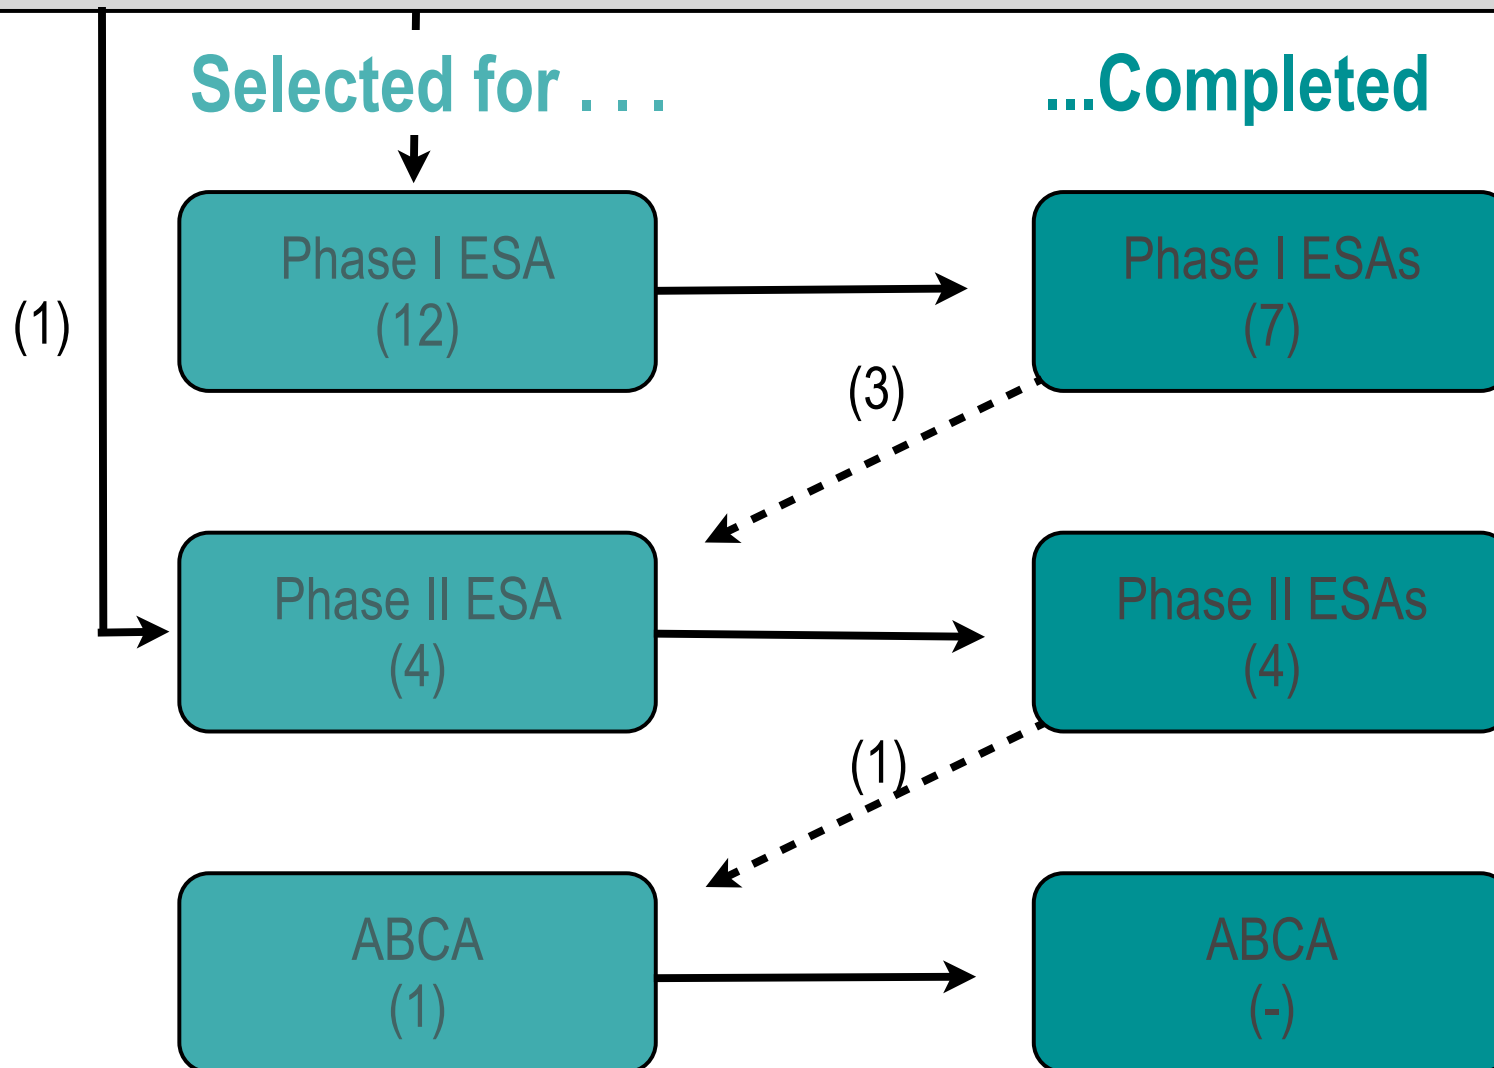 Selected for . . .
...Completed
Phase I ESA
(12)
Phase I ESAs
(7)
(1)
(3)
Phase II ESA
(4)
Phase II ESAs
(4)
(1)
ABCA
(1)
ABCA
(-)